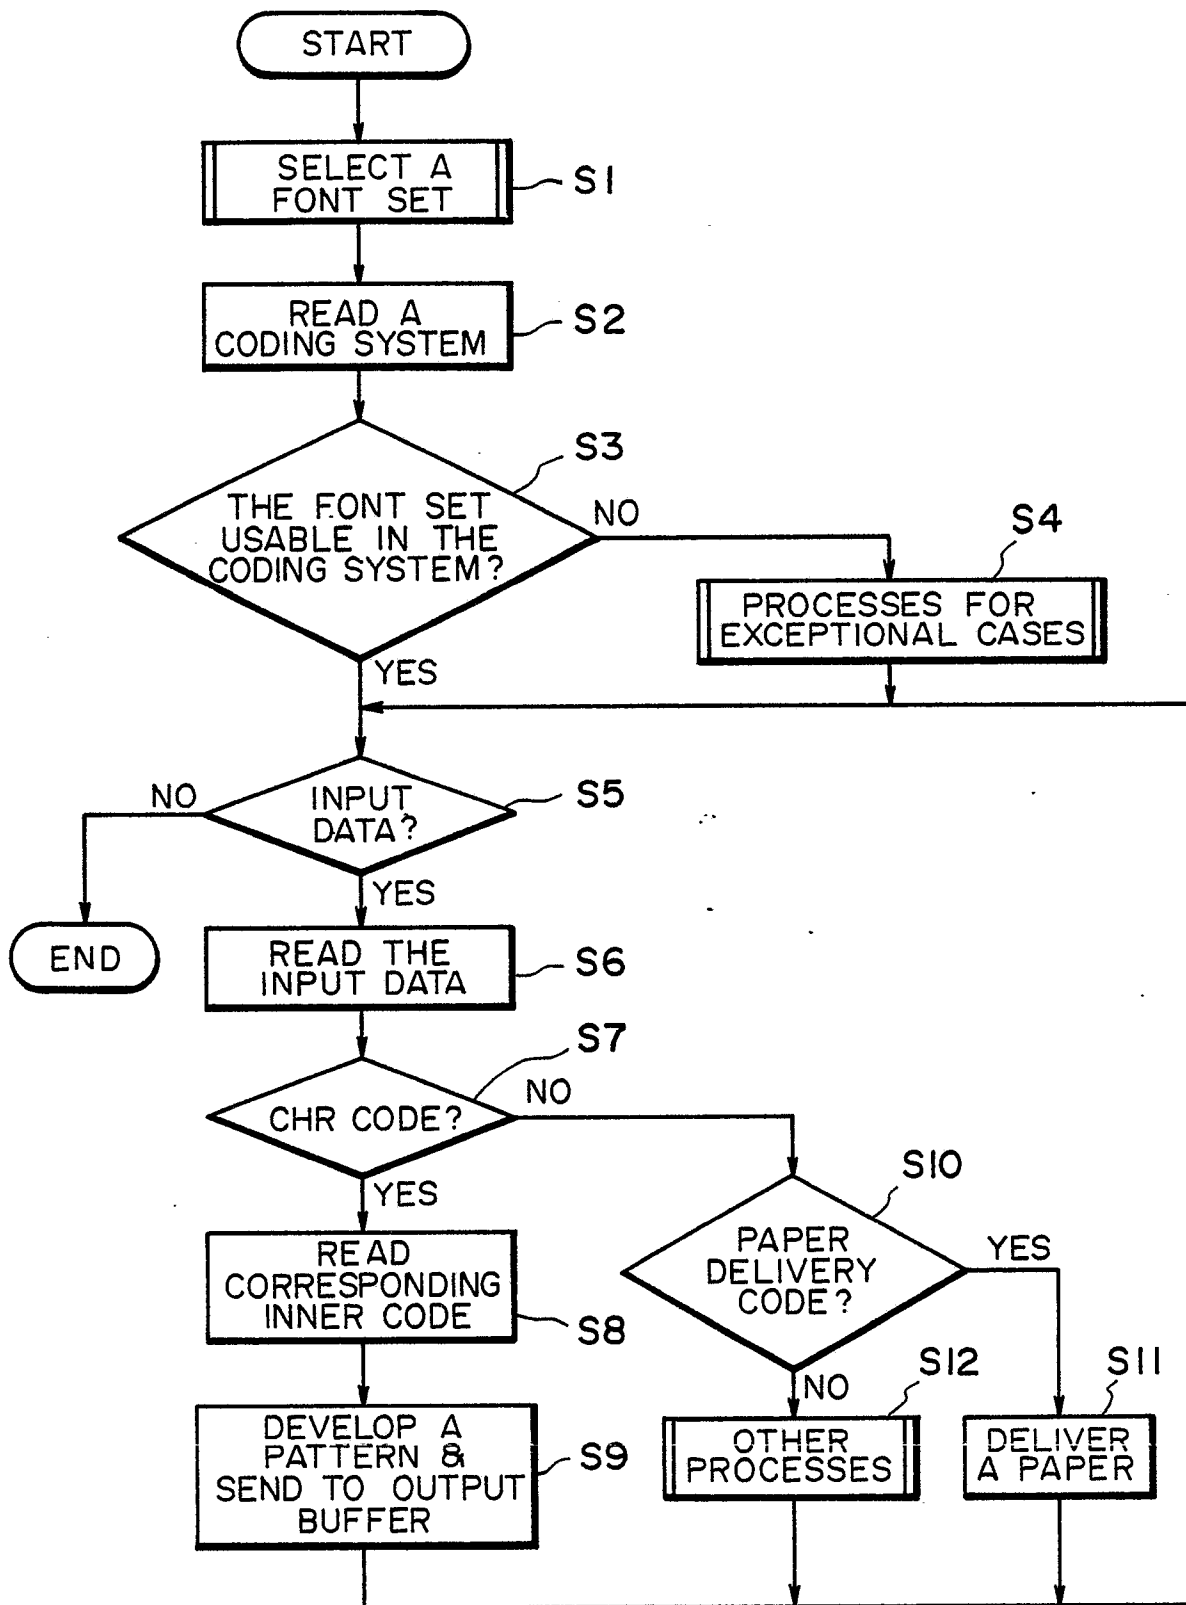 START
SELECT A
FONT SET
S1
READ A
CODING SYSTEM
S2
S3
THE FONT SET
USABLE IN THE
CODING SYSTEM?
NO
S4
PROCESSES FOR
EXCEPTIONAL CASES
YES
NO
INPUT
DATA?
S5
YES
END
READ THE
INPUT DATA
S6
S7
CHR CODE?
NO
YES
S10
PAPER
DELIVERY
CODE?
YES
READ
CORRESPONDING
INNER CODE
S8
NO
S12
S11
DEVELOP A
PATTERN &
SEND TO OUTPUT
BUFFER
S9
OTHER
PROCESSES
DELIVER
A PAPER